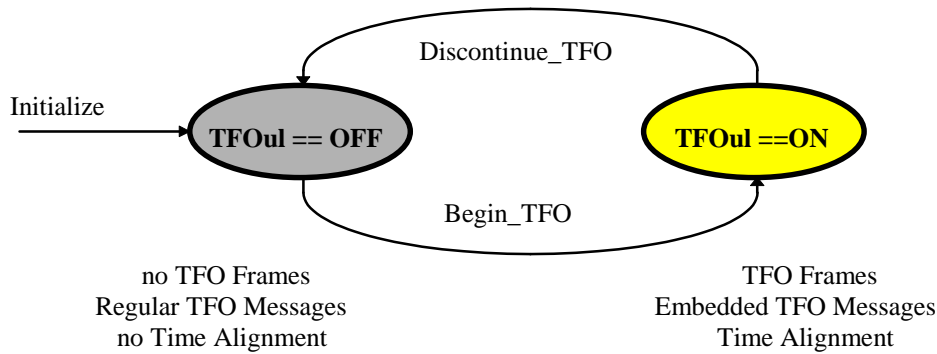 Discontinue_TFO
Initialize
TFOul == OFF
TFOul ==ON
Begin_TFO
no TFO Frames
Regular TFO Messages
no Time Alignment
TFO Frames
Embedded TFO Messages
Time Alignment